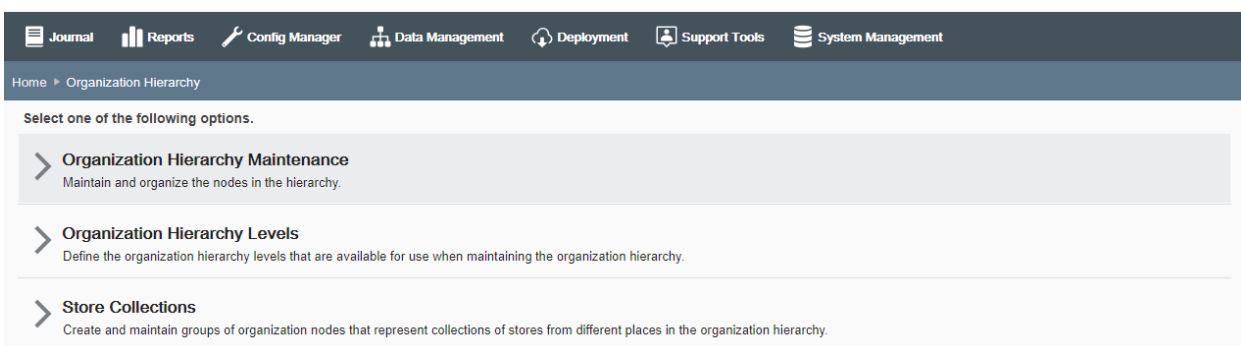 Journal Reports Config Manager Data Management Deployment Support Tools System Management
Home Organization Hierarchy
Select one of the following options.
Organization Hierarchy Maintenance
Maintain and organize the nodes in the hierarchy.
Organization Hierarchy Levels
Define the organization hierarchy levels that are available for use when maintaining the organization hierarchy.
Store Collections
Create and maintain groups of organization nodes that represent collections of stores from different places in the organization hierarchy.